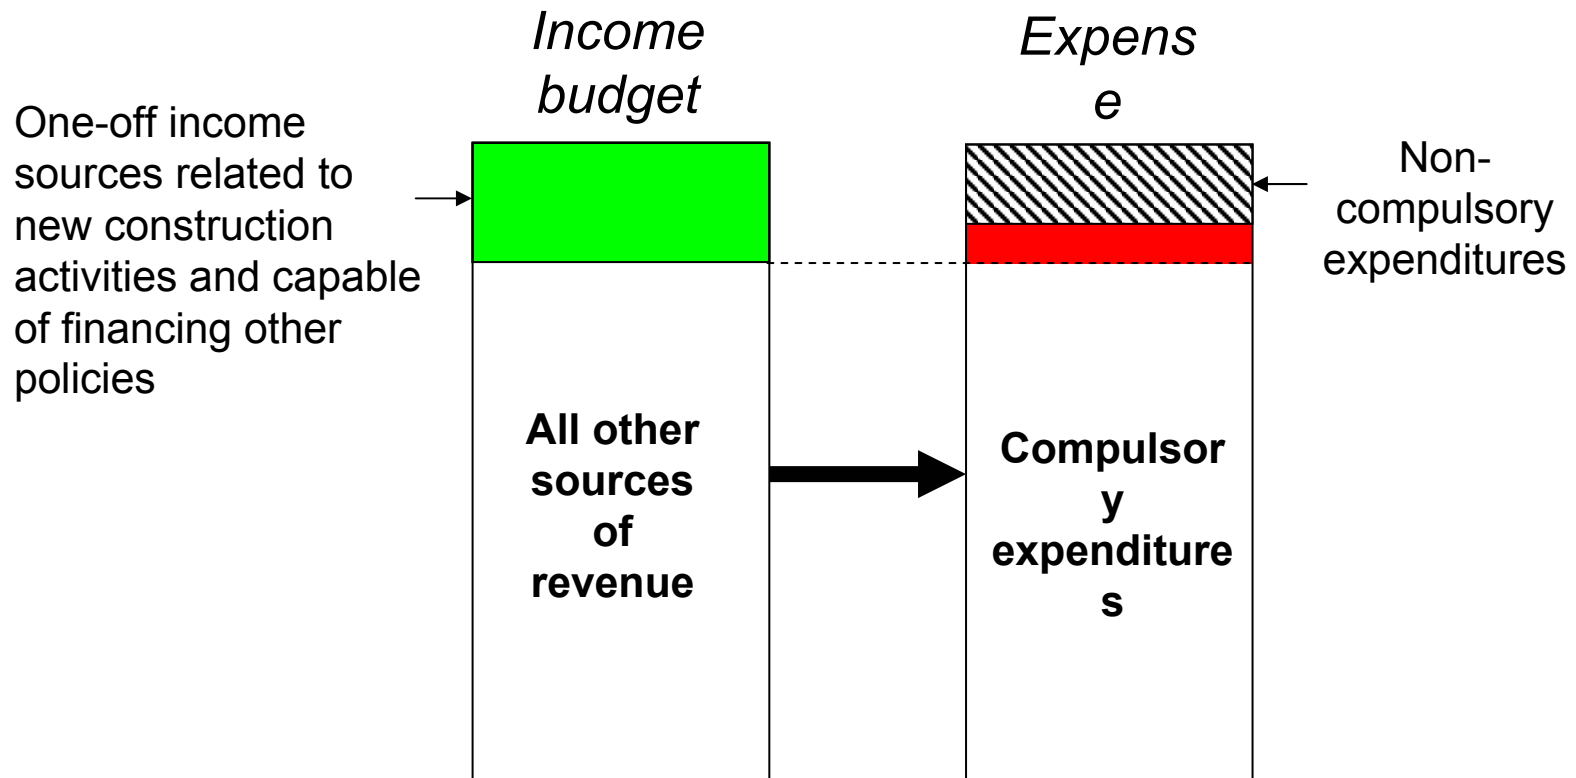 Income
budget
Expens
e
One-off income
sources related to
new construction
activities and capable
of financing other
policies
Non-
compulsory
expenditures
All other
sources
of
revenue
Compulsor
y
expenditure
s